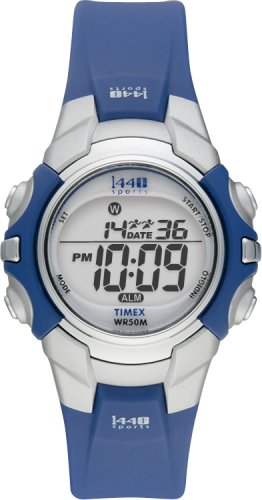 1440
sports
SET
START STOP
W
14 36
DATE
PM 10:09
ALM
MODE
INDIGLO
TIMEX
WR50M
1440
sports